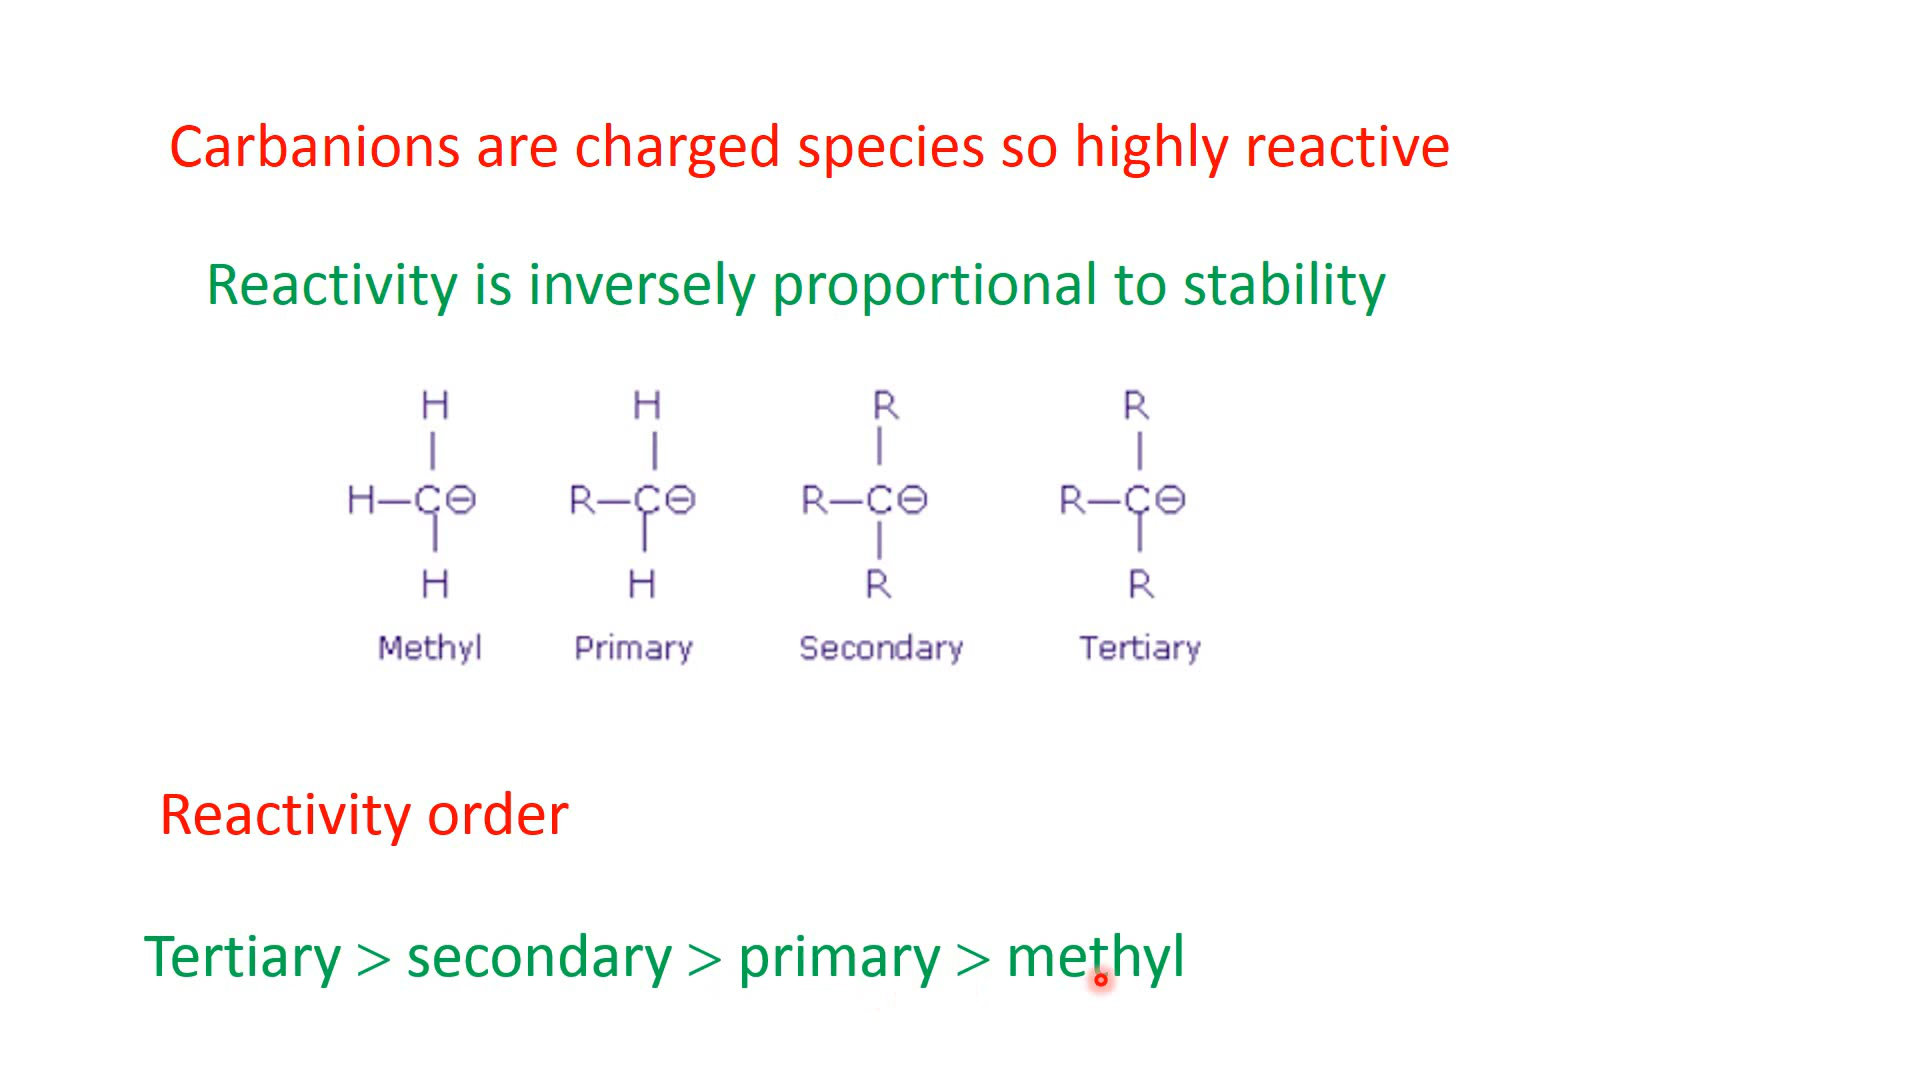 Carbanions are charged species so highly reactive
Reactivity is inversely proportional to stability
H H R R
H—C⊖ R—C⊖ R—C⊖ R—C⊖
H H R R
Methyl Primary Secondary Tertiary
Reactivity order
Tertiary > secondary > primary > methyl